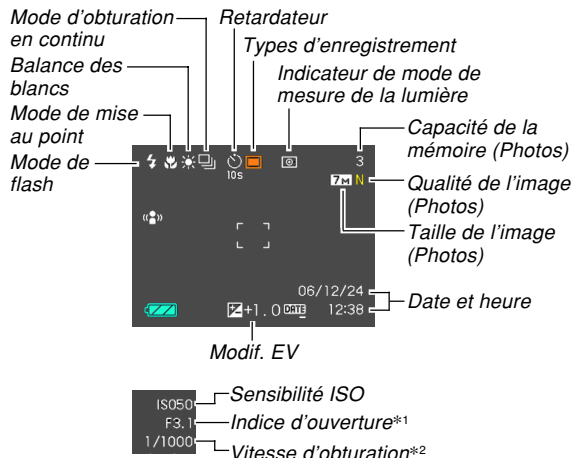 Mode d'obturation
en continu
Retardateur
Types d'enregistrement
Balance des
blancs
Indicateur de mode de
mesure de la lumière
Mode de mise
au point
Mode de
flash
Capacité de la
mémoire (Photos)
10s
3
7M N
Qualité de l'image
(Photos)
Taille de l'image
(Photos)
06/12/24
+1.0 DATE 12:38
Date et heure
Modif. EV
ISO50
Sensibilité ISO
F3.1
Indice d'ouverture*1
1/1000
Vitesse d'obturation*2